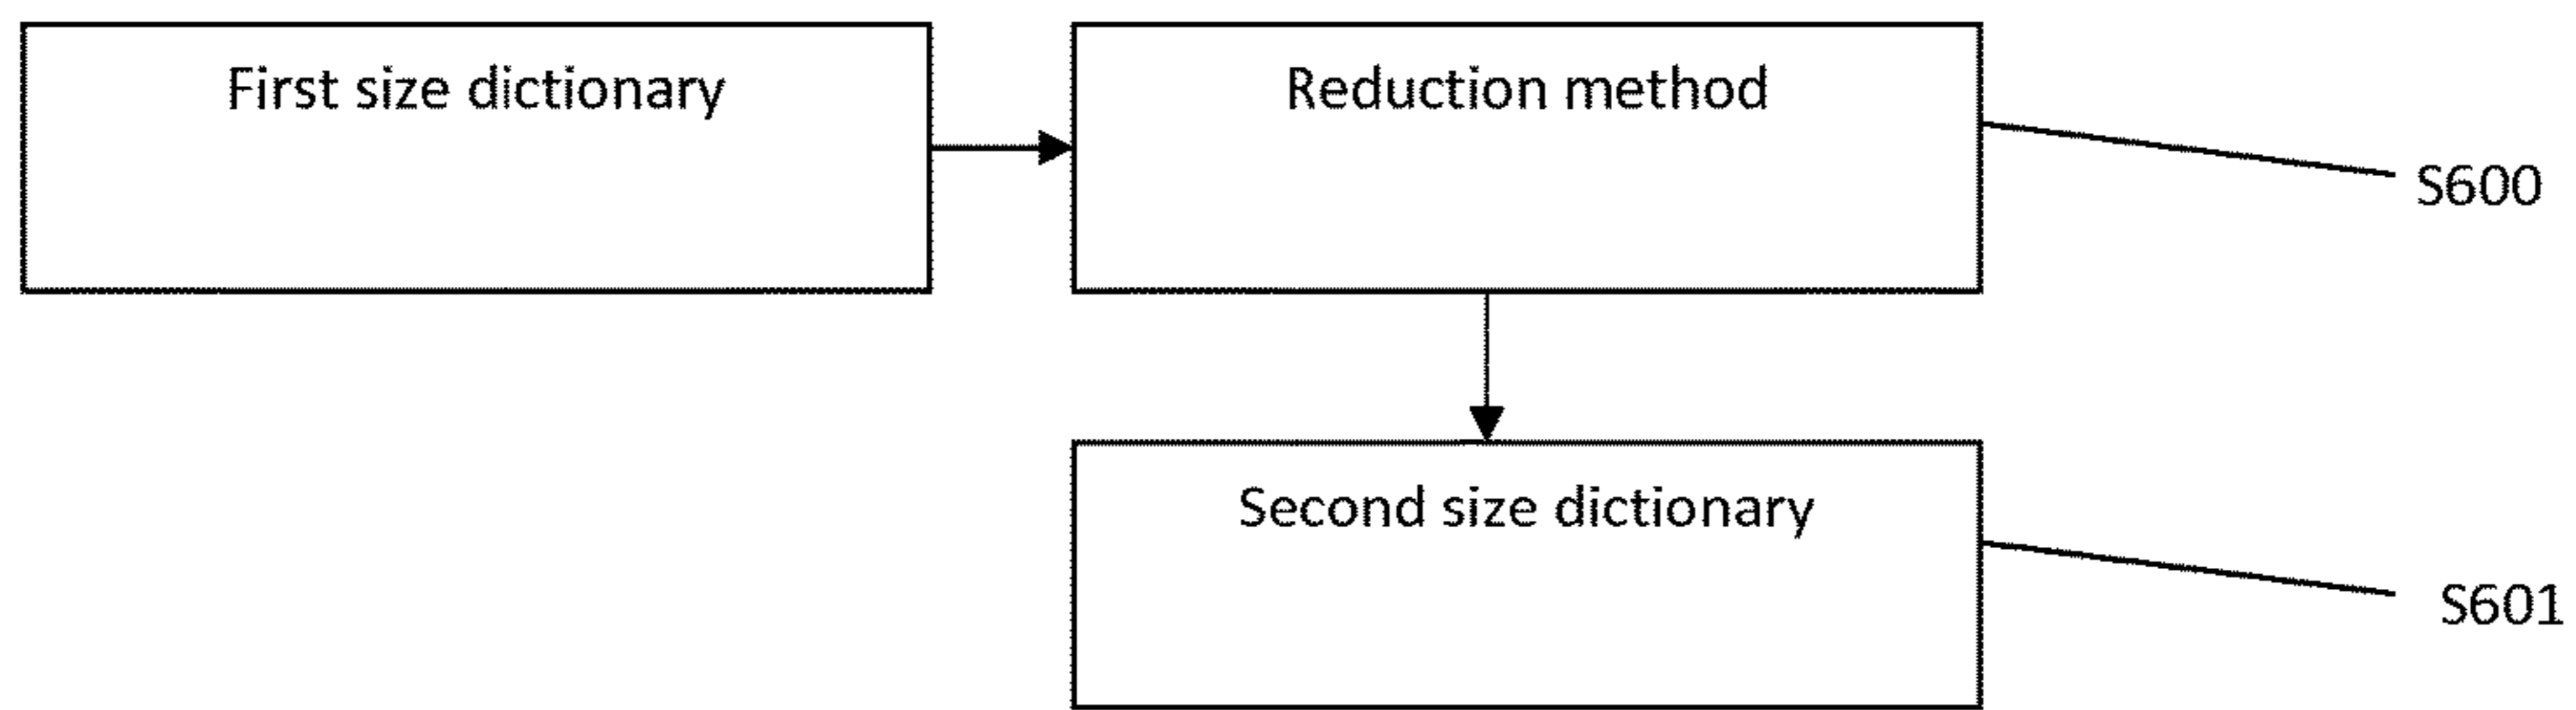 First size dictionary
Reduction method
S600
Second size dictionary
S601